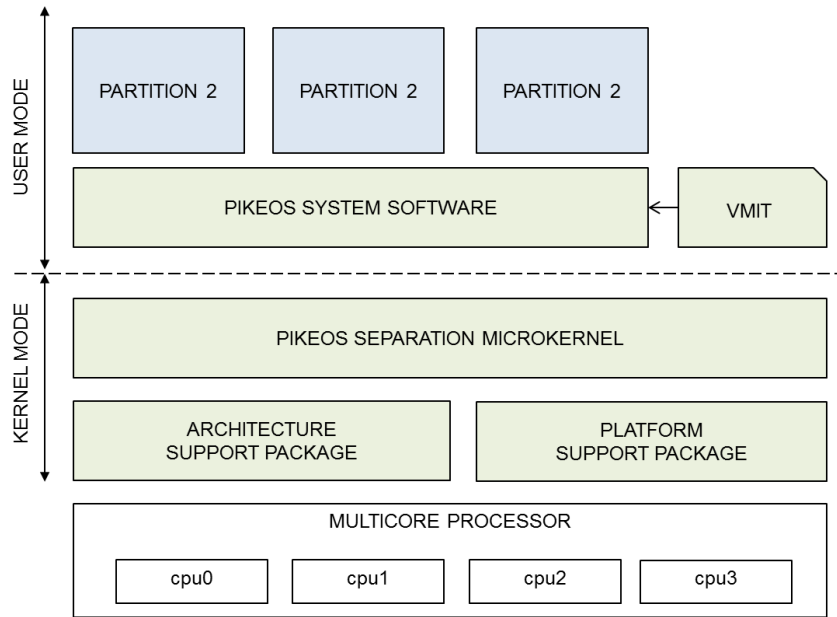 USER MODE
PARTITION 2
PARTITION 2
PARTITION 2
PIKEOS SYSTEM SOFTWARE
VMIT
KERNEL MODE
PIKEOS SEPARATION MICROKERNEL
ARCHITECTURE
SUPPORT PACKAGE
PLATFORM
SUPPORT PACKAGE
MULTICORE PROCESSOR
cpu0
cpu1
cpu2
cpu3